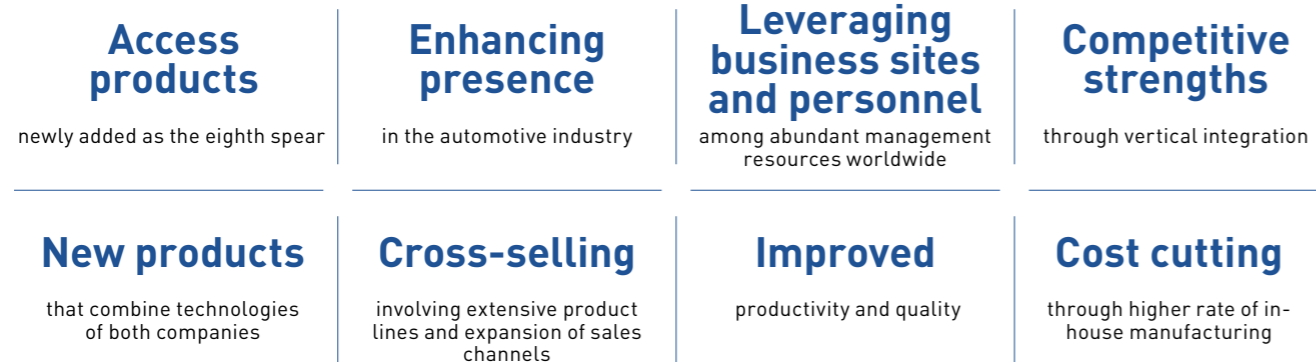 Access
products
newly added as the eighth spear
Enhancing
presence
in the automotive industry
Leveraging
business sites
and personnel
among abundant management
resources worldwide
Competitive
strengths
through vertical integration
New products
that combine technologies
of both companies
Cross-selling
involving extensive product
lines and expansion of sales
channels
Improved
productivity and quality
Cost cutting
through higher rate of in-
house manufacturing